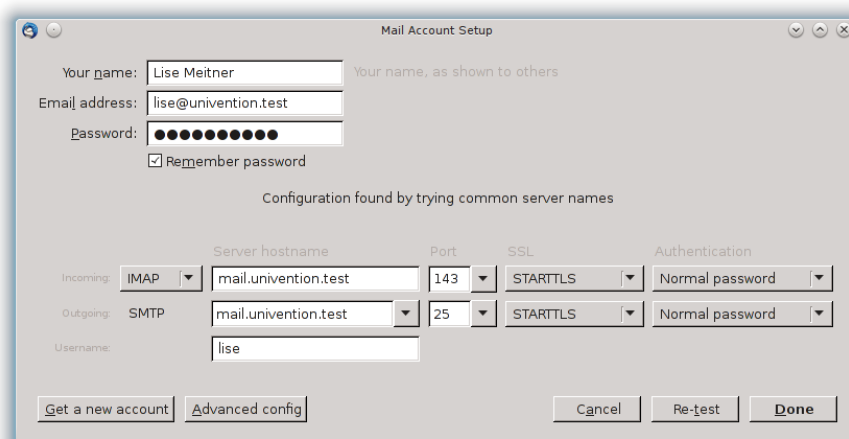 Mail Account Setup
Your name: Lise Meitner Your name, as shown to others
Email address: lise@univention.test
Password: ●●●●●●●●●●
Remember password
Configuration found by trying common server names
Server hostname Port SSL Authentication
Incoming: IMAP mail.univention.test 143 STARTTLS Normal password
Outgoing: SMTP mail.univention.test 25 STARTTLS Normal password
Username: lise
Get a new account Advanced config Cancel Re-test Done